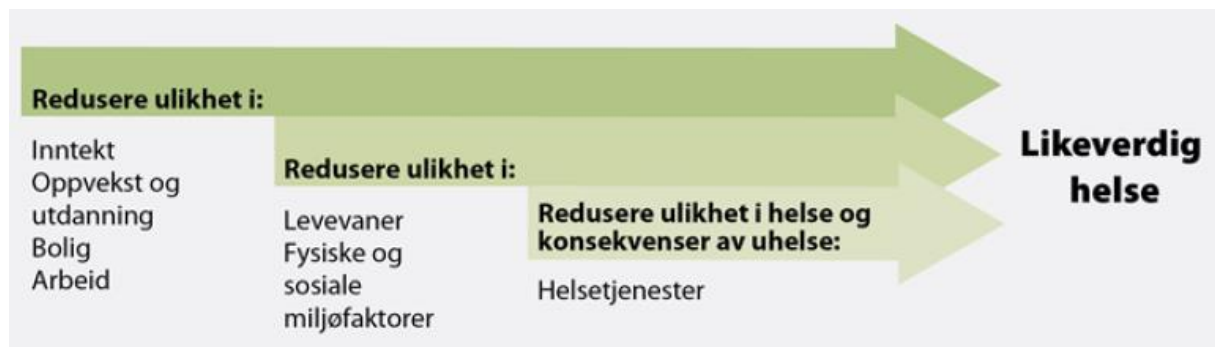 Redusere ulikhet i:
Inntekt
Oppvekst og
utdanning
Bolig
Arbeid
Redusere ulikhet i:
Levevaner
Fysiske og
sosiale
miljøfaktorer
Redusere ulikhet i helse og
konsekvenser av uhelse:
Helsetjenester
Likeverdig
helse